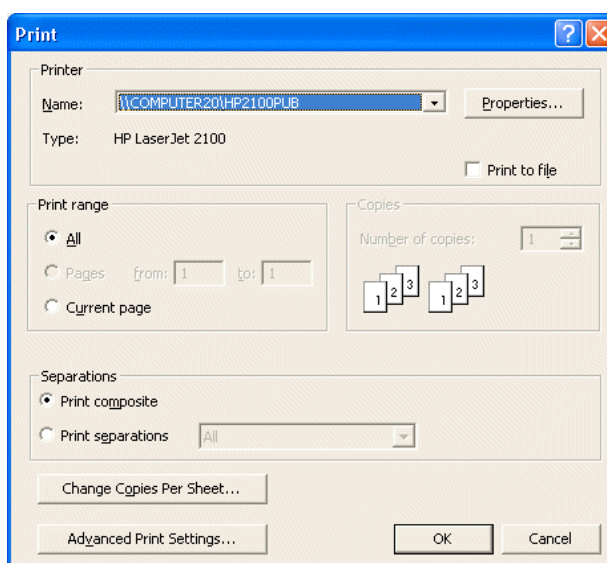 Print
Printer
Name: \\COMPUTER20\HP2100PUB Properties...
Type: HP LaserJet 2100
Print to file
Print range
All
Pages from: 1 to: 1
Current page
Copies
Number of copies: 1
1 2 3 1 2 3
Separations
Print composite
Print separations All
Change Copies Per Sheet...
Advanced Print Settings... OK Cancel